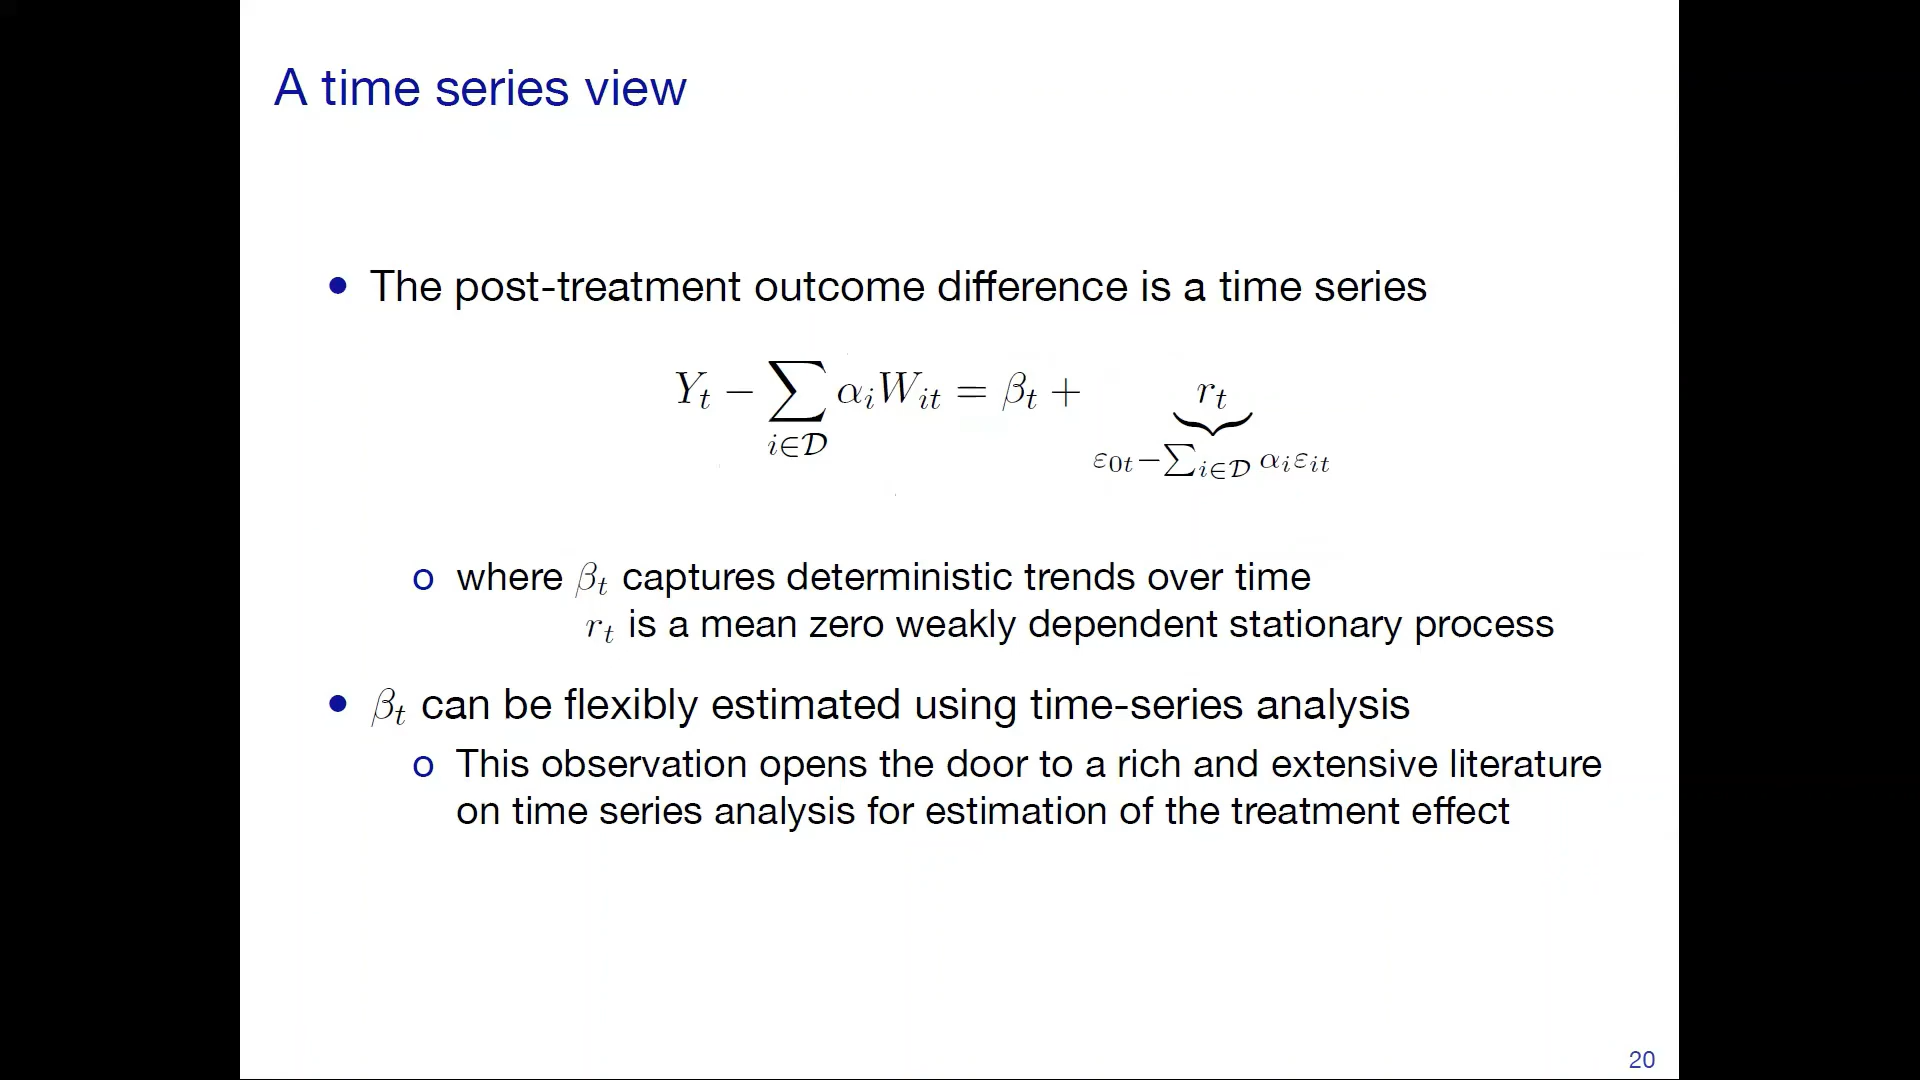 A time series view
• The post-treatment outcome difference is a time series
Y_t − ∑_{i∈𝒟} α_i W_{it} = β_t + r_t
ε_{0t} − ∑_{i∈𝒟} α_i ε_{it}
o where β_t captures deterministic trends over time
r_t is a mean zero weakly dependent stationary process
• β_t can be flexibly estimated using time-series analysis
o This observation opens the door to a rich and extensive literature
on time series analysis for estimation of the treatment effect
20